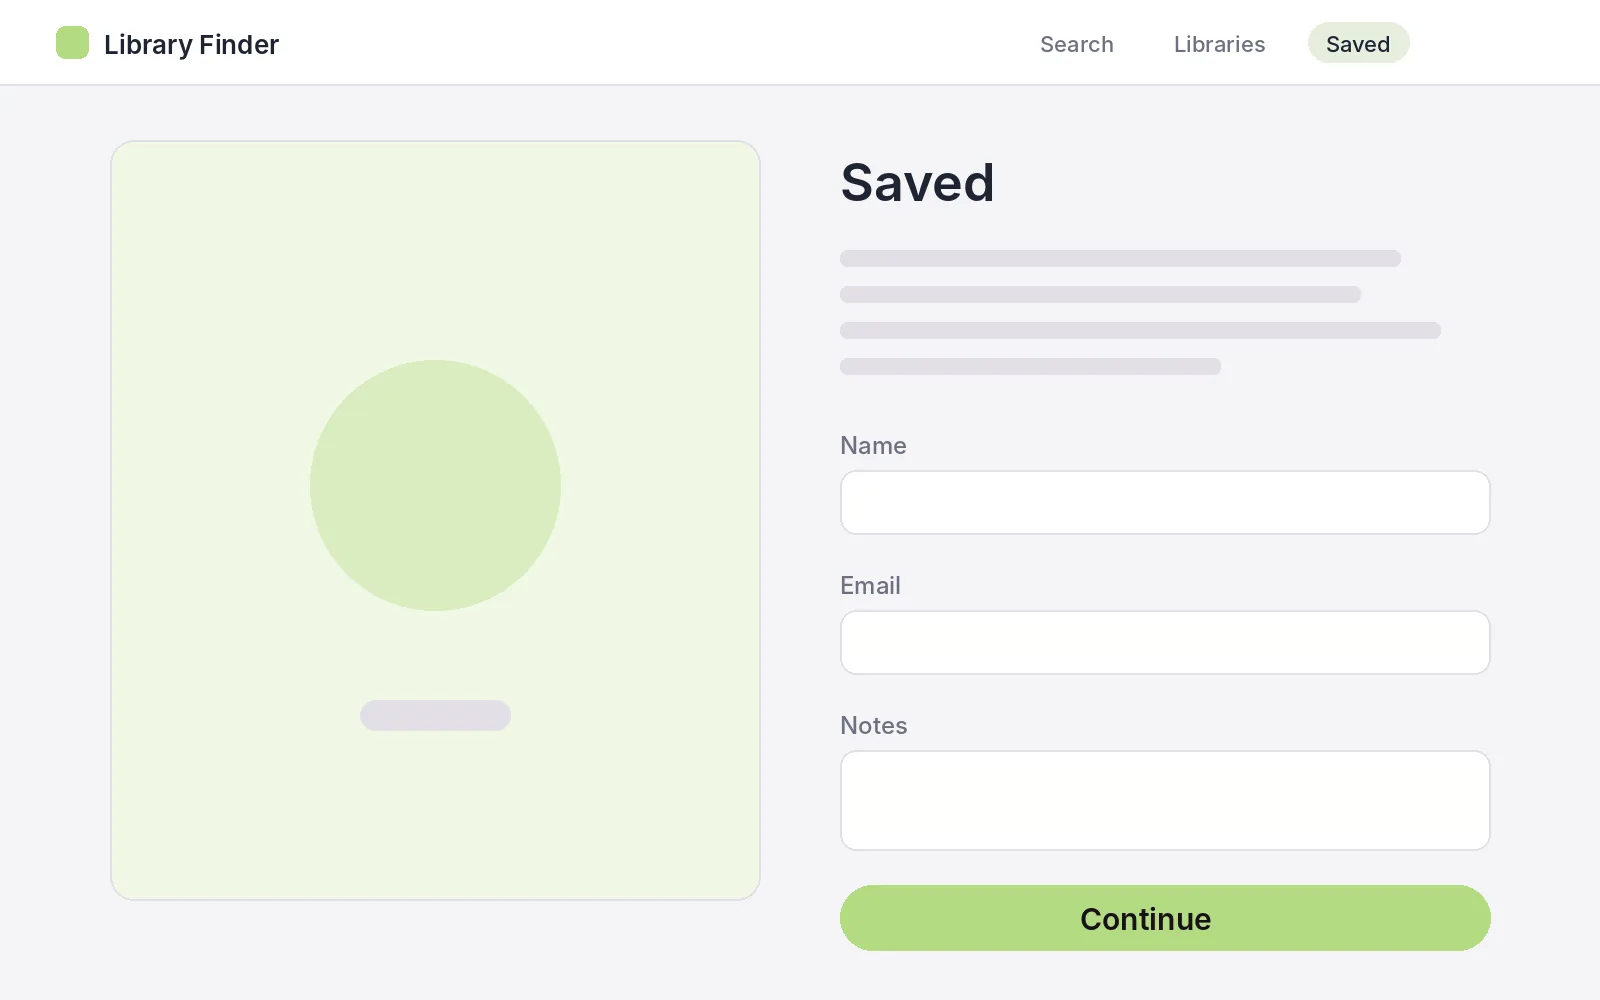 Library Finder
Search
Libraries
Saved
Saved
Name
Email
Notes
Continue